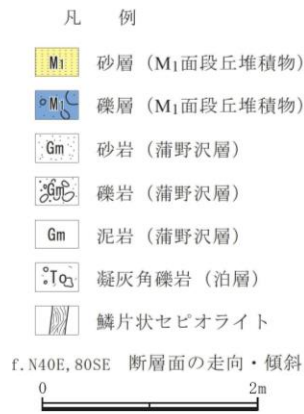 凡 例
M1 砂層（M1面段丘堆積物）
M1 礫層（M1面段丘堆積物）
Gm 砂岩（蒲野沢層）
Gm 礫岩（蒲野沢層）
Gm 泥岩（蒲野沢層）
To 凝灰角礫岩（泊層）
鱗片状セピオライト
f.N40E,80SE 断層面の走向・傾斜
0 2m